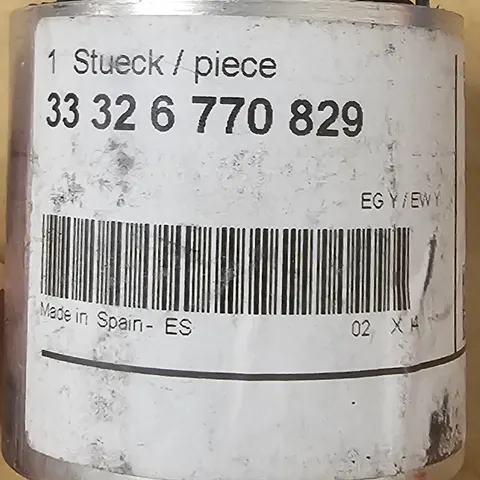 1 Stueck / piece
33 32 6 770 829
EG Y / EW Y
Made in Spain - ES 02 X A